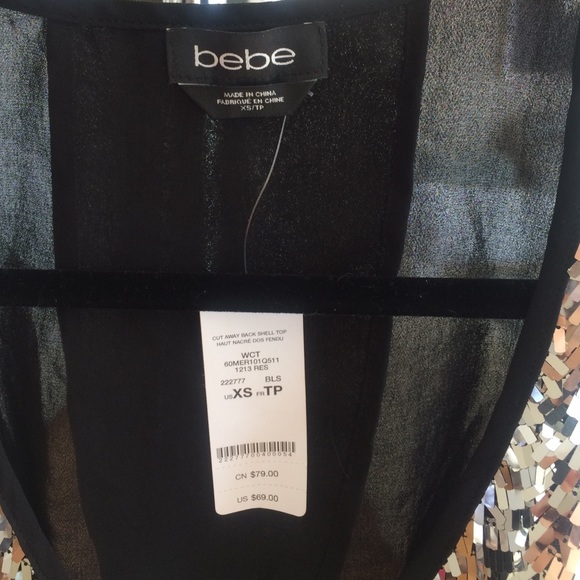 bebe
MADE IN CHINA
FABRIQUÉ EN CHINE
XS/TP
CUT AWAY BACK SHELL TOP
HAUT NACRÉ DOS FENDU
WCT
60MER101Q511
1213 RES
222777 BLS
US XS FR TP
CN $79.00
US $69.00